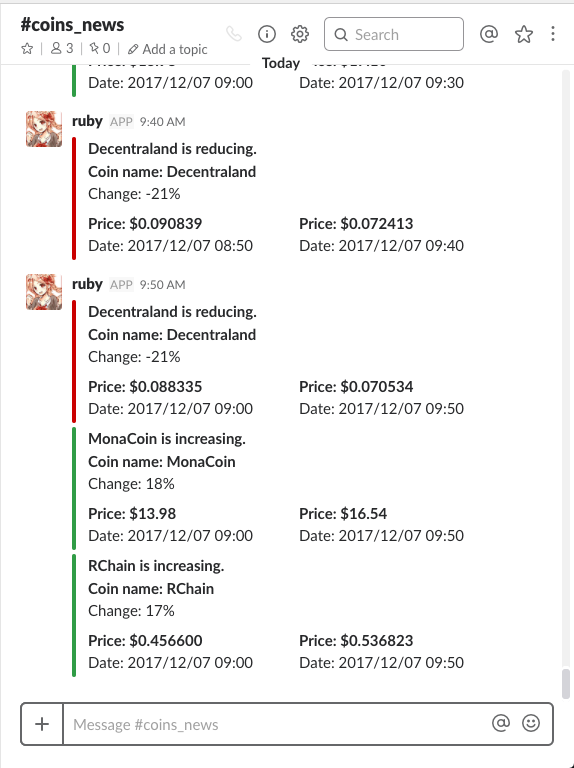 #coins_news
3 | 0 | Add a topic
Search
Today
Date: 2017/12/07 09:00 Date: 2017/12/07 09:30
ruby APP 9:40 AM
Decentraland is reducing.
Coin name: Decentraland
Change: -21%
Price: $0.090839 Price: $0.072413
Date: 2017/12/07 08:50 Date: 2017/12/07 09:40
ruby APP 9:50 AM
Decentraland is reducing.
Coin name: Decentraland
Change: -21%
Price: $0.088335 Price: $0.070534
Date: 2017/12/07 09:00 Date: 2017/12/07 09:50
MonaCoin is increasing.
Coin name: MonaCoin
Change: 18%
Price: $13.98 Price: $16.54
Date: 2017/12/07 09:00 Date: 2017/12/07 09:50
RChain is increasing.
Coin name: RChain
Change: 17%
Price: $0.456600 Price: $0.536823
Date: 2017/12/07 09:00 Date: 2017/12/07 09:50
+ Message #coins_news @